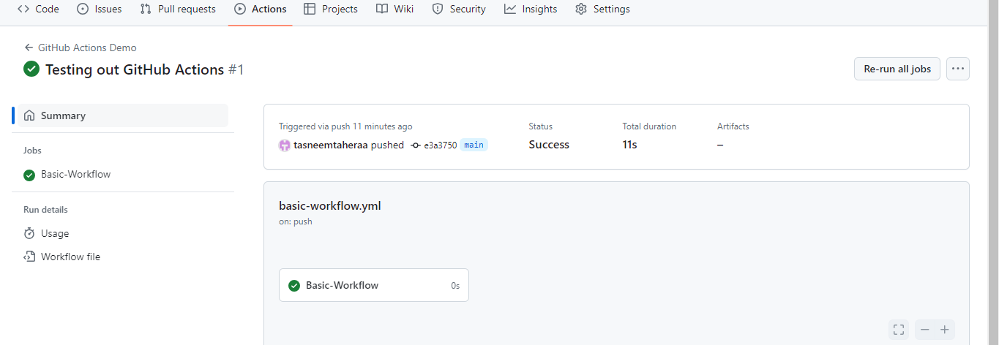 Code Issues Pull requests Actions Projects Wiki Security Insights Settings
GitHub Actions Demo
Testing out GitHub Actions #1
Re-run all jobs
Summary
Jobs
Basic-Workflow
Run details
Usage
Workflow file
Triggered via push 11 minutes ago Status Total duration Artifacts
tasneemtaheraa pushed e3a3750 main Success 11s –
basic-workflow.yml
on: push
Basic-Workflow 0s